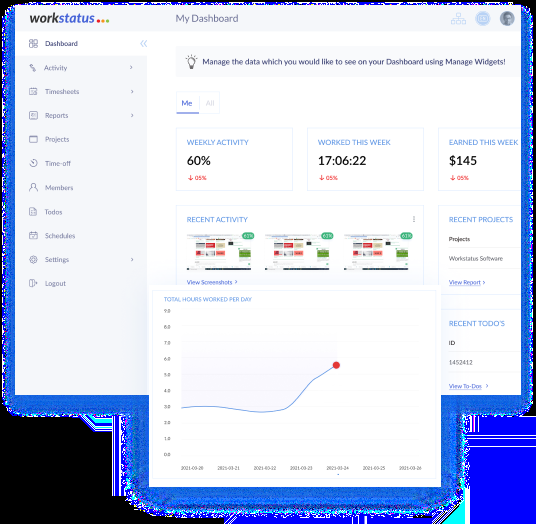 workstatus
My Dashboard
Dashboard
Activity
Timesheets
Reports
Projects
Time-off
Members
Todos
Schedules
Settings
Logout
Manage the data which you would like to see on your Dashboard using Manage Widgets!
Me All
WEEKLY ACTIVITY
60%
05%
WORKED THIS WEEK
17:06:22
05%
EARNED THIS WEEK
$145
05%
RECENT ACTIVITY
61% 61% 61%
View Screenshots >
RECENT PROJECTS
Projects
Workstatus Software
View Report >
RECENT TODO'S
ID
1452412
View To-Dos >
TOTAL HOURS WORKED PER DAY
9.0
8.0
7.0
6.0
5.0
4.0
3.0
2.0
1.0
0.0
2021-03-20 2021-03-21 2021-03-22 2021-03-23 2021-03-24 2021-03-25 2021-03-26